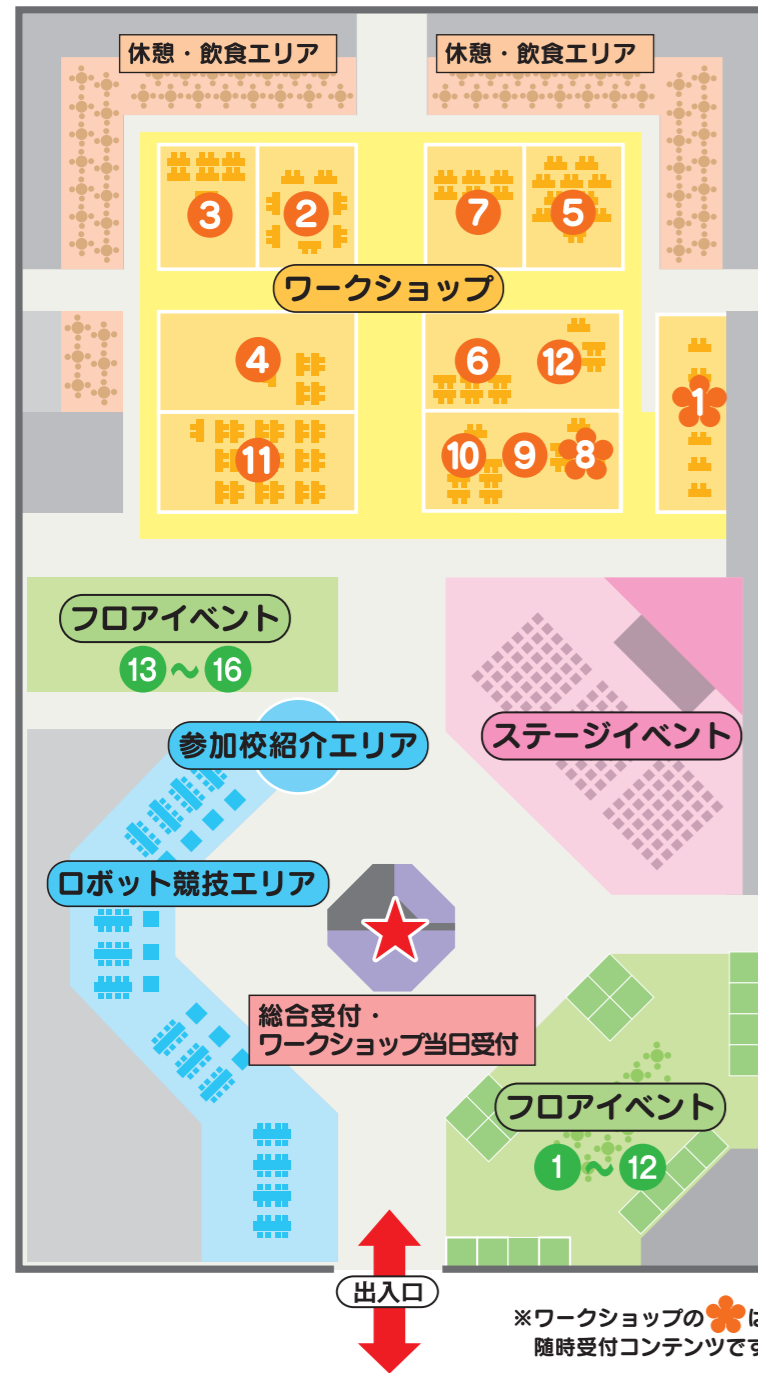 休憩・飲食エリア
休憩・飲食エリア
3
2
7
5
ワークショップ
4
6
12
1
11
10
9
8
フロアイベント
13～16
参加校紹介エリア
ステージイベント
ロボット競技エリア
総合受付・
ワークショップ当日受付
フロアイベント
1～12
出入口
※ワークショップの は
随時受付コンテンツです